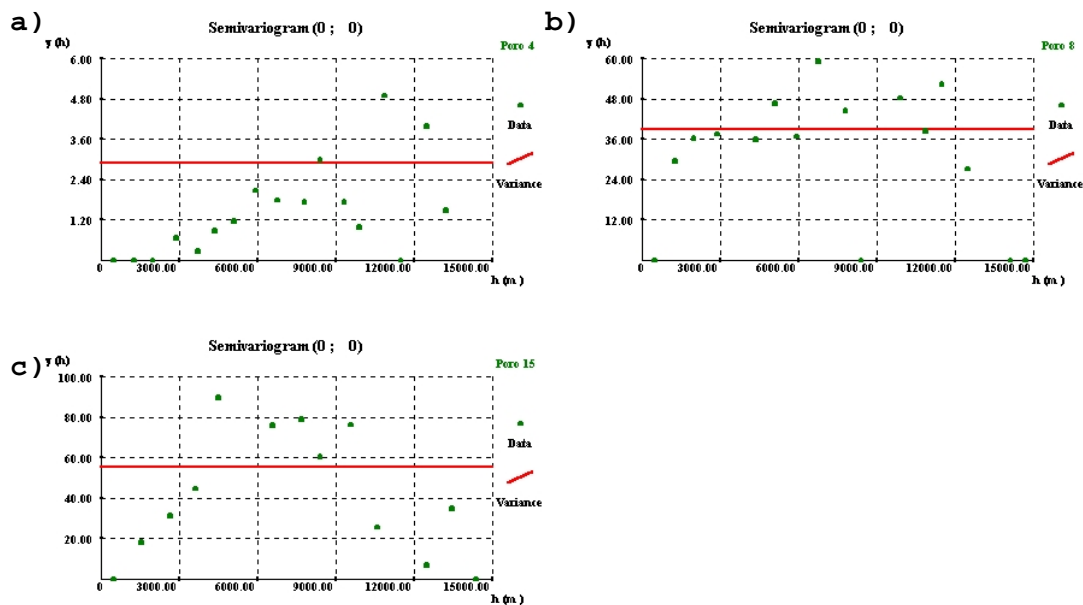 a)
Semivariogram (0 ; 0)
γ (h)
Poro 4
6.00
4.80
3.60
2.40
1.20
Data
Variance
0 3000.00 6000.00 9000.00 12000.00 15000.00
h (m)
b)
Semivariogram (0 ; 0)
γ (h)
Poro 8
60.00
48.00
36.00
24.00
12.00
Data
Variance
0 3000.00 6000.00 9000.00 12000.00 15000.00
h (m)
c)
Semivariogram (0 ; 0)
γ (h)
Poro 15
100.00
80.00
60.00
40.00
20.00
Data
Variance
0 3000.00 6000.00 9000.00 12000.00 15000.00
h (m)